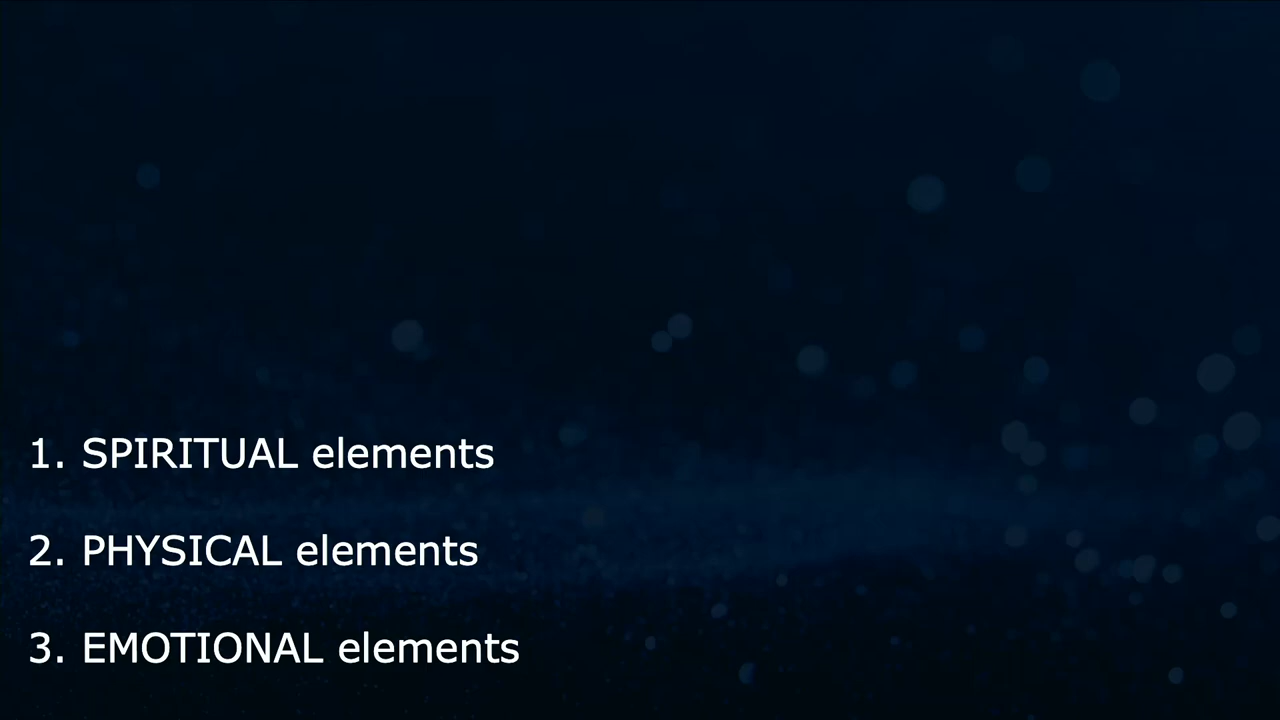 1. SPIRITUAL elements
2. PHYSICAL elements
3. EMOTIONAL elements